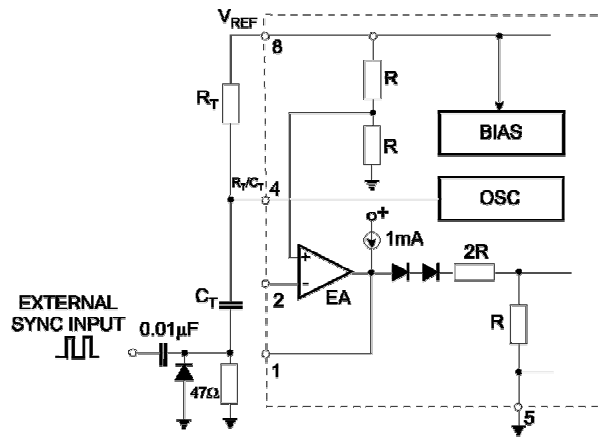 VREF
8
R
RT
R
BIAS
RT/CT
4
OSC
+
1mA
2R
+
-
EA
2
CT
R
EXTERNAL
SYNC INPUT
0.01μF
1
47Ω
5